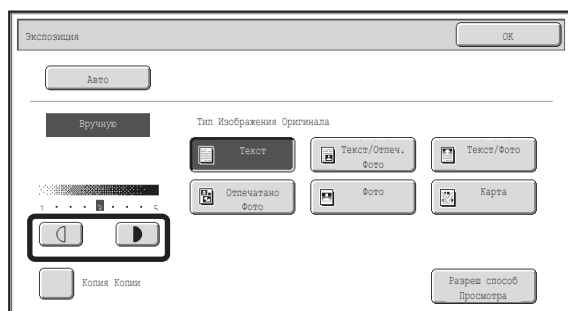 Экспозиция
OK
Авто
Вручную
Тип Изображения Оригинала
Текст
Текст/Отпеч.
Фото
Текст/Фото
Отпечатано
Фото
Фото
Карта
1 3 5
Копия Копии
Разреш способ
Просмотра